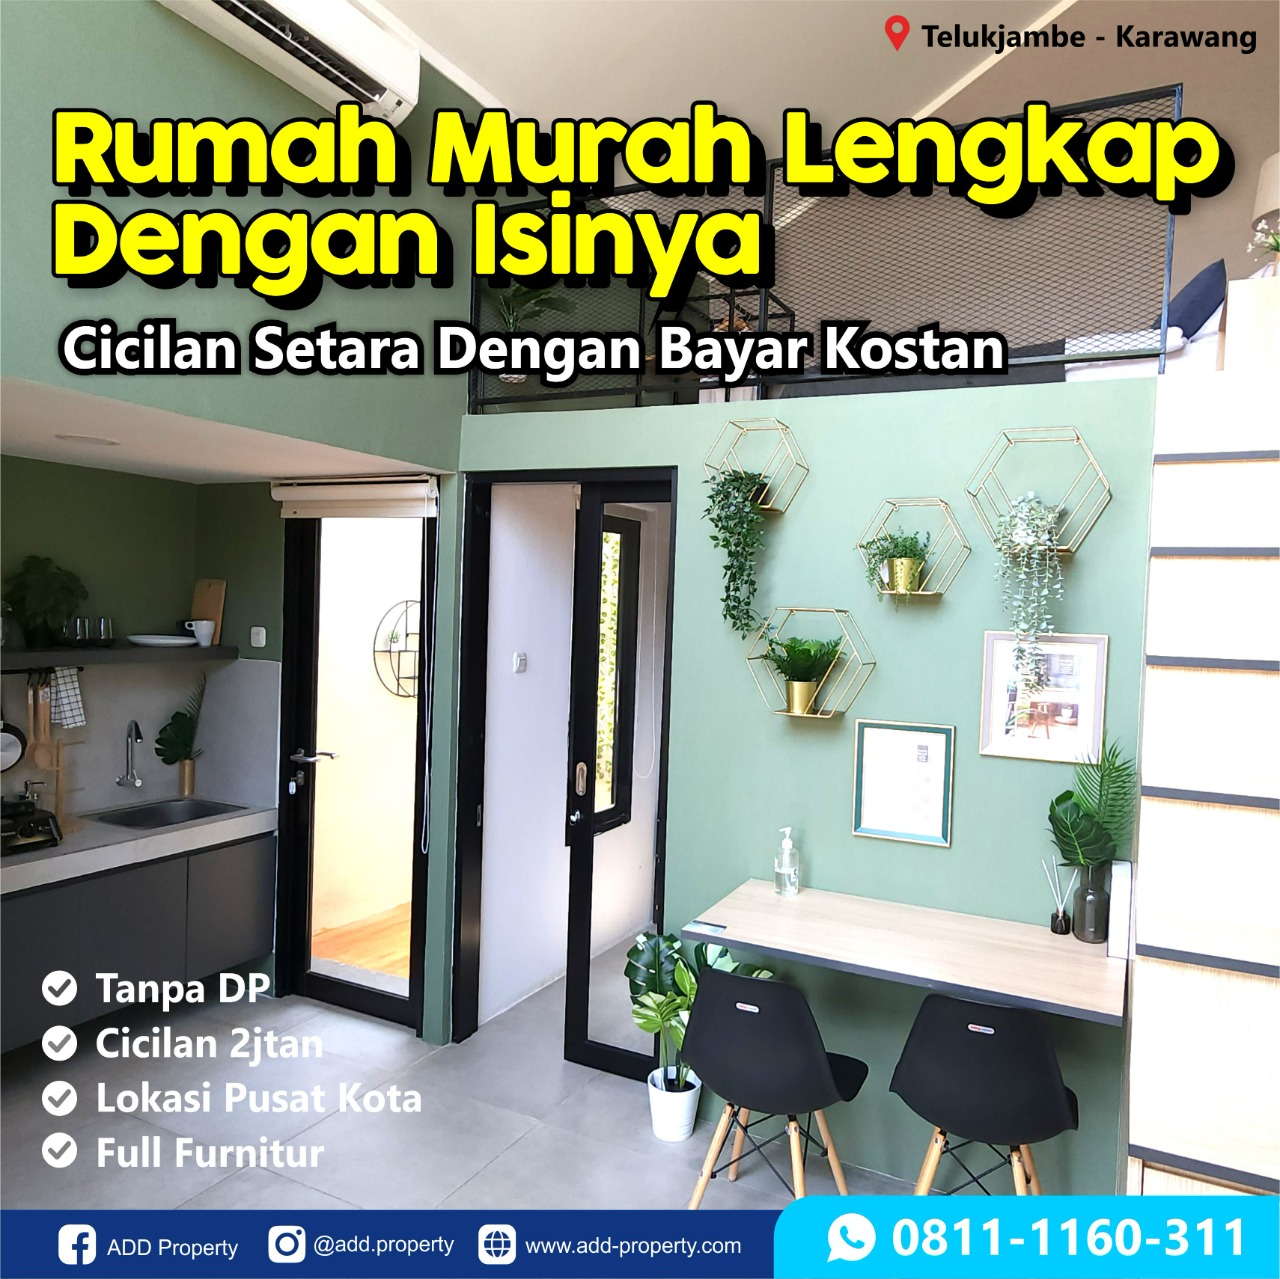 Telukjambe - Karawang
Rumah Murah Lengkap
Dengan Isinya
Cicilan Setara Dengan Bayar Kostan
Tanpa DP
Cicilan 2jtan
Lokasi Pusat Kota
Full Furnitur
ADD Property
@add.property
www.add-property.com
0811-1160-311